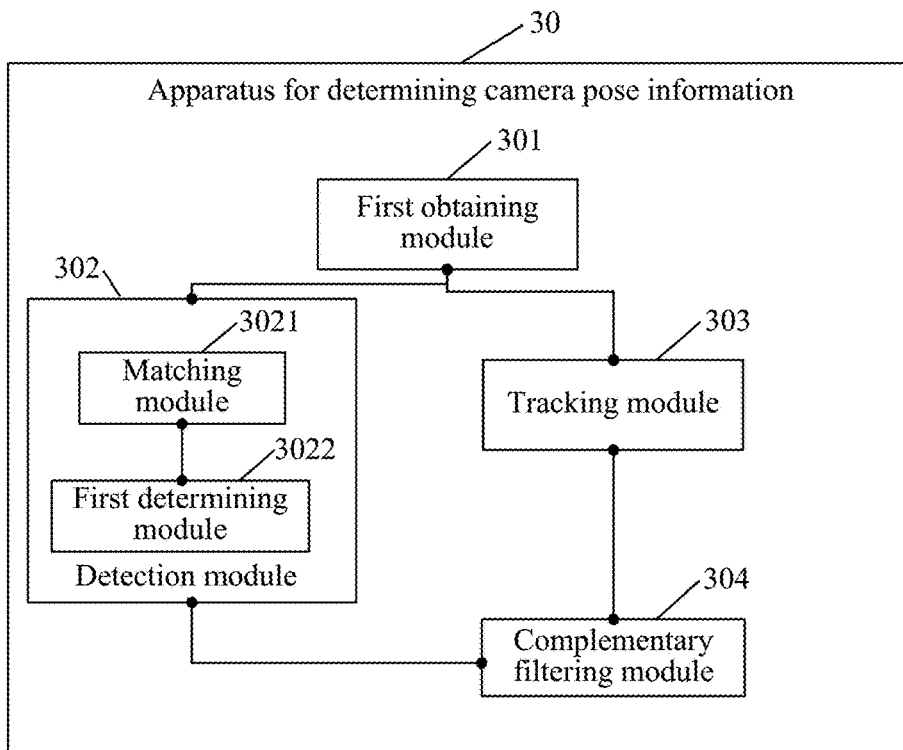 30
Apparatus for determining camera pose information
301
First obtaining
module
302
3021
Matching
module
3022
First determining
module
Detection module
303
Tracking module
304
Complementary
filtering module